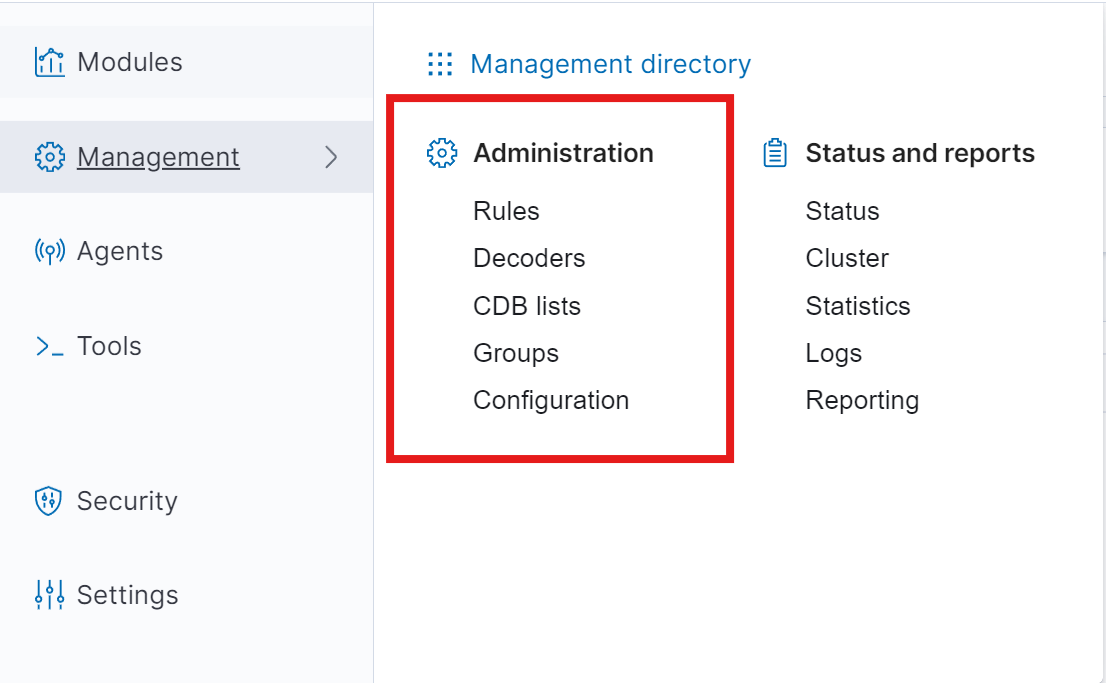 Modules
Management
Agents
Tools
Security
Settings
Management directory
Administration
Rules
Decoders
CDB lists
Groups
Configuration
Status and reports
Status
Cluster
Statistics
Logs
Reporting